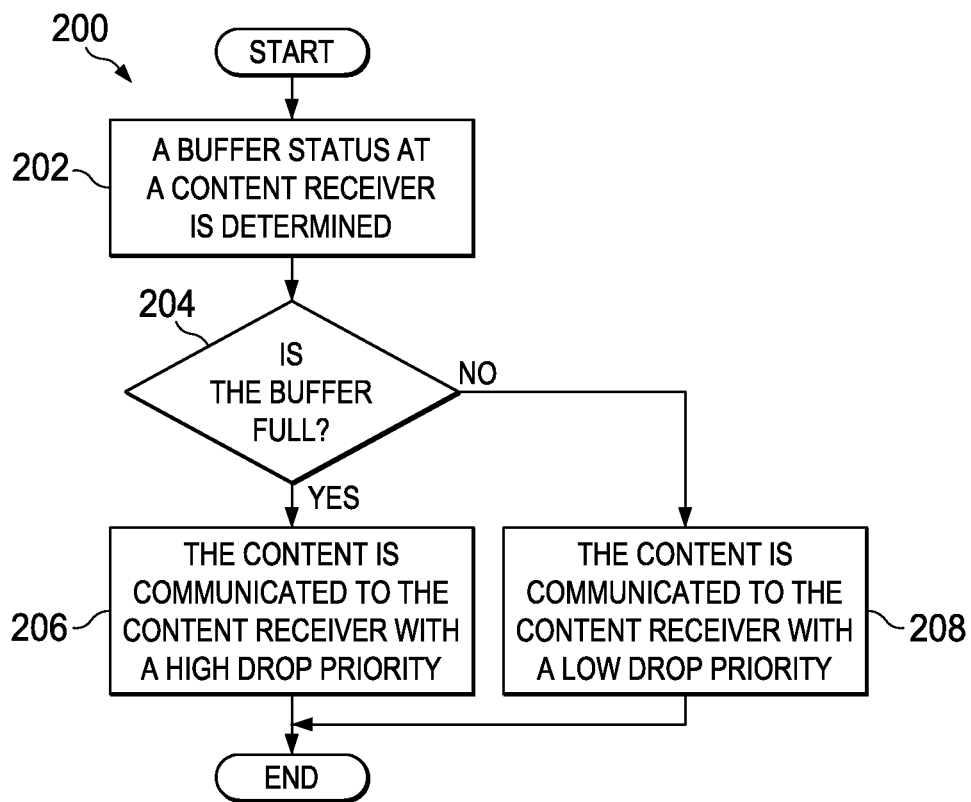 200
START
202
A BUFFER STATUS AT
A CONTENT RECEIVER
IS DETERMINED
204
IS
THE BUFFER
FULL?
NO
YES
206
THE CONTENT IS
COMMUNICATED TO THE
CONTENT RECEIVER WITH
A HIGH DROP PRIORITY
THE CONTENT IS
COMMUNICATED TO THE
CONTENT RECEIVER WITH
A LOW DROP PRIORITY
208
END